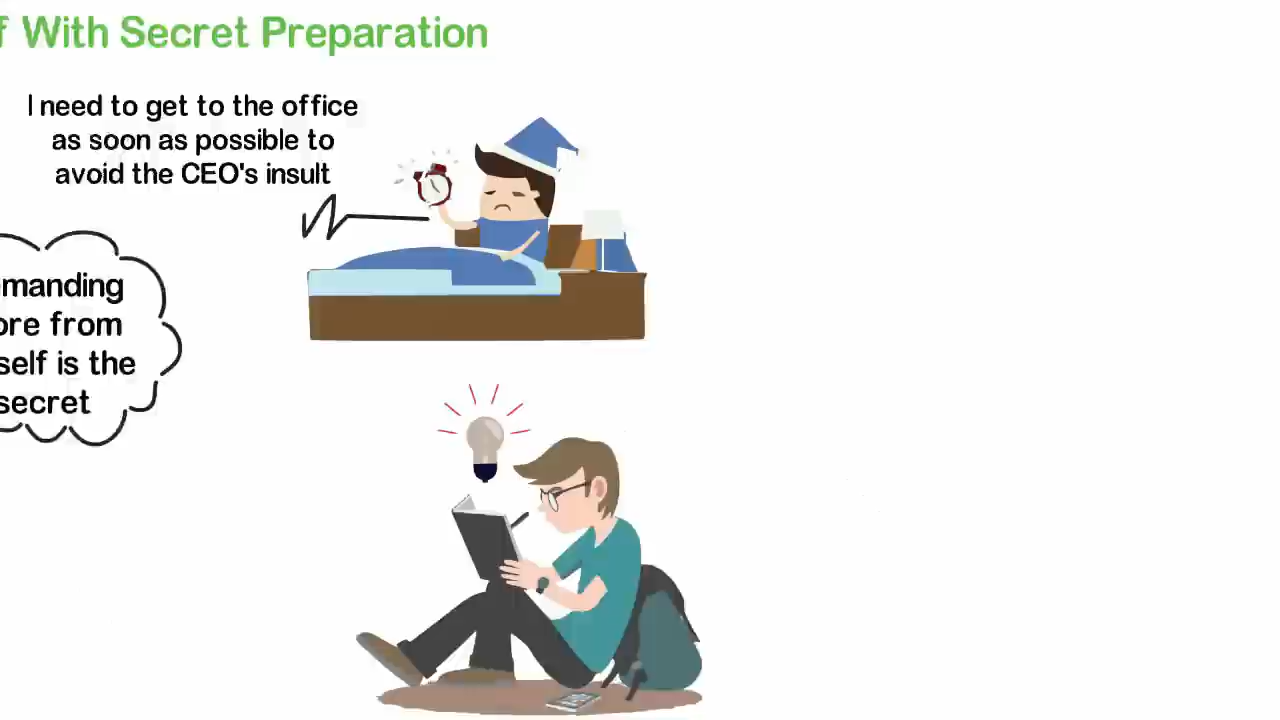 f With Secret Preparation
I need to get to the office
as soon as possible to
avoid the CEO's insult
manding
ore from
self is the
secret